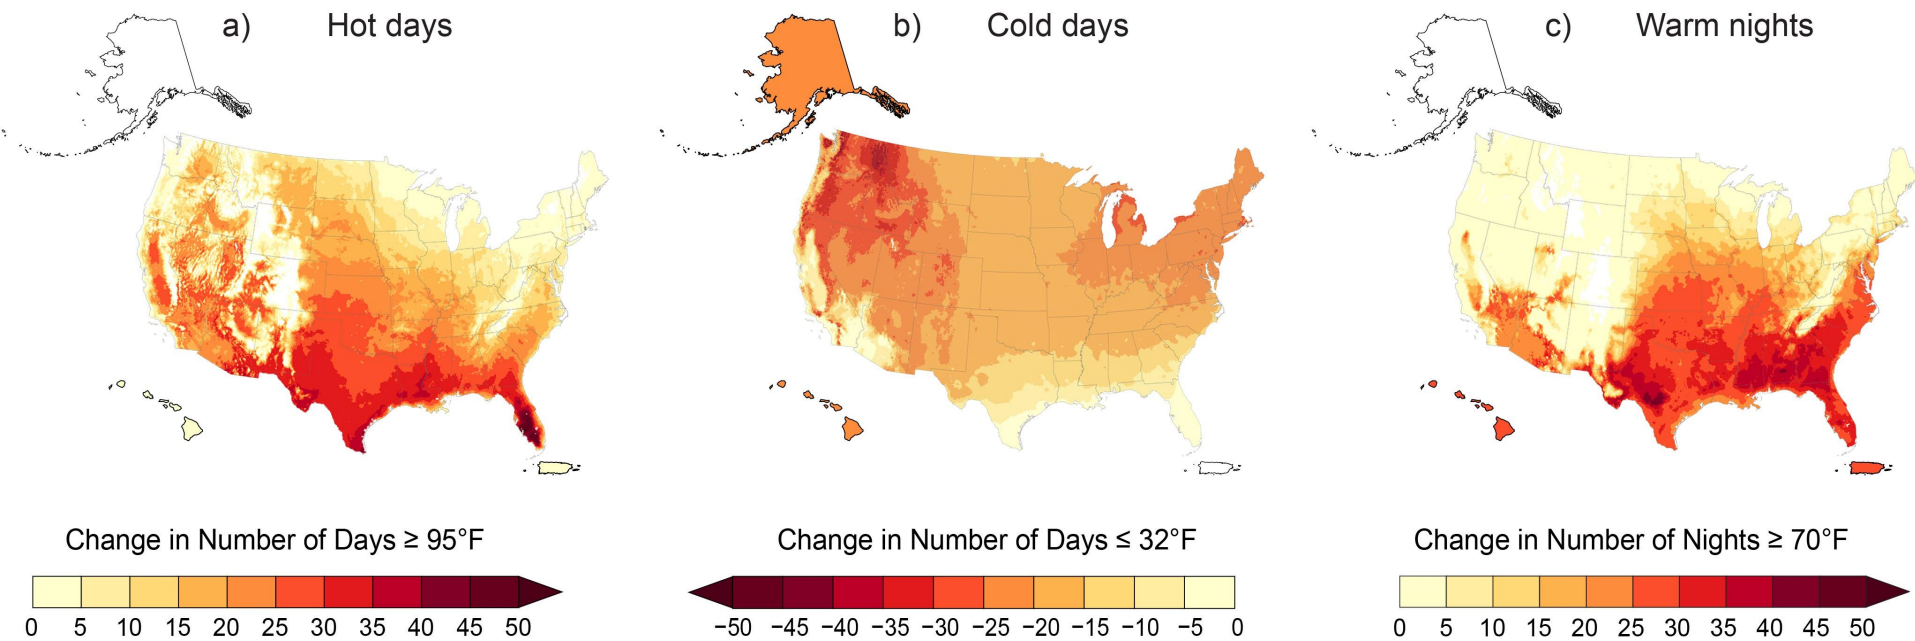 a) Hot days
b) Cold days
c) Warm nights
Change in Number of Days ≥ 95°F
0 5 10 15 20 25 30 35 40 45 50
Change in Number of Days ≤ 32°F
−50 −45 −40 −35 −30 −25 −20 −15 −10 −5 0
Change in Number of Nights ≥ 70°F
0 5 10 15 20 25 30 35 40 45 50